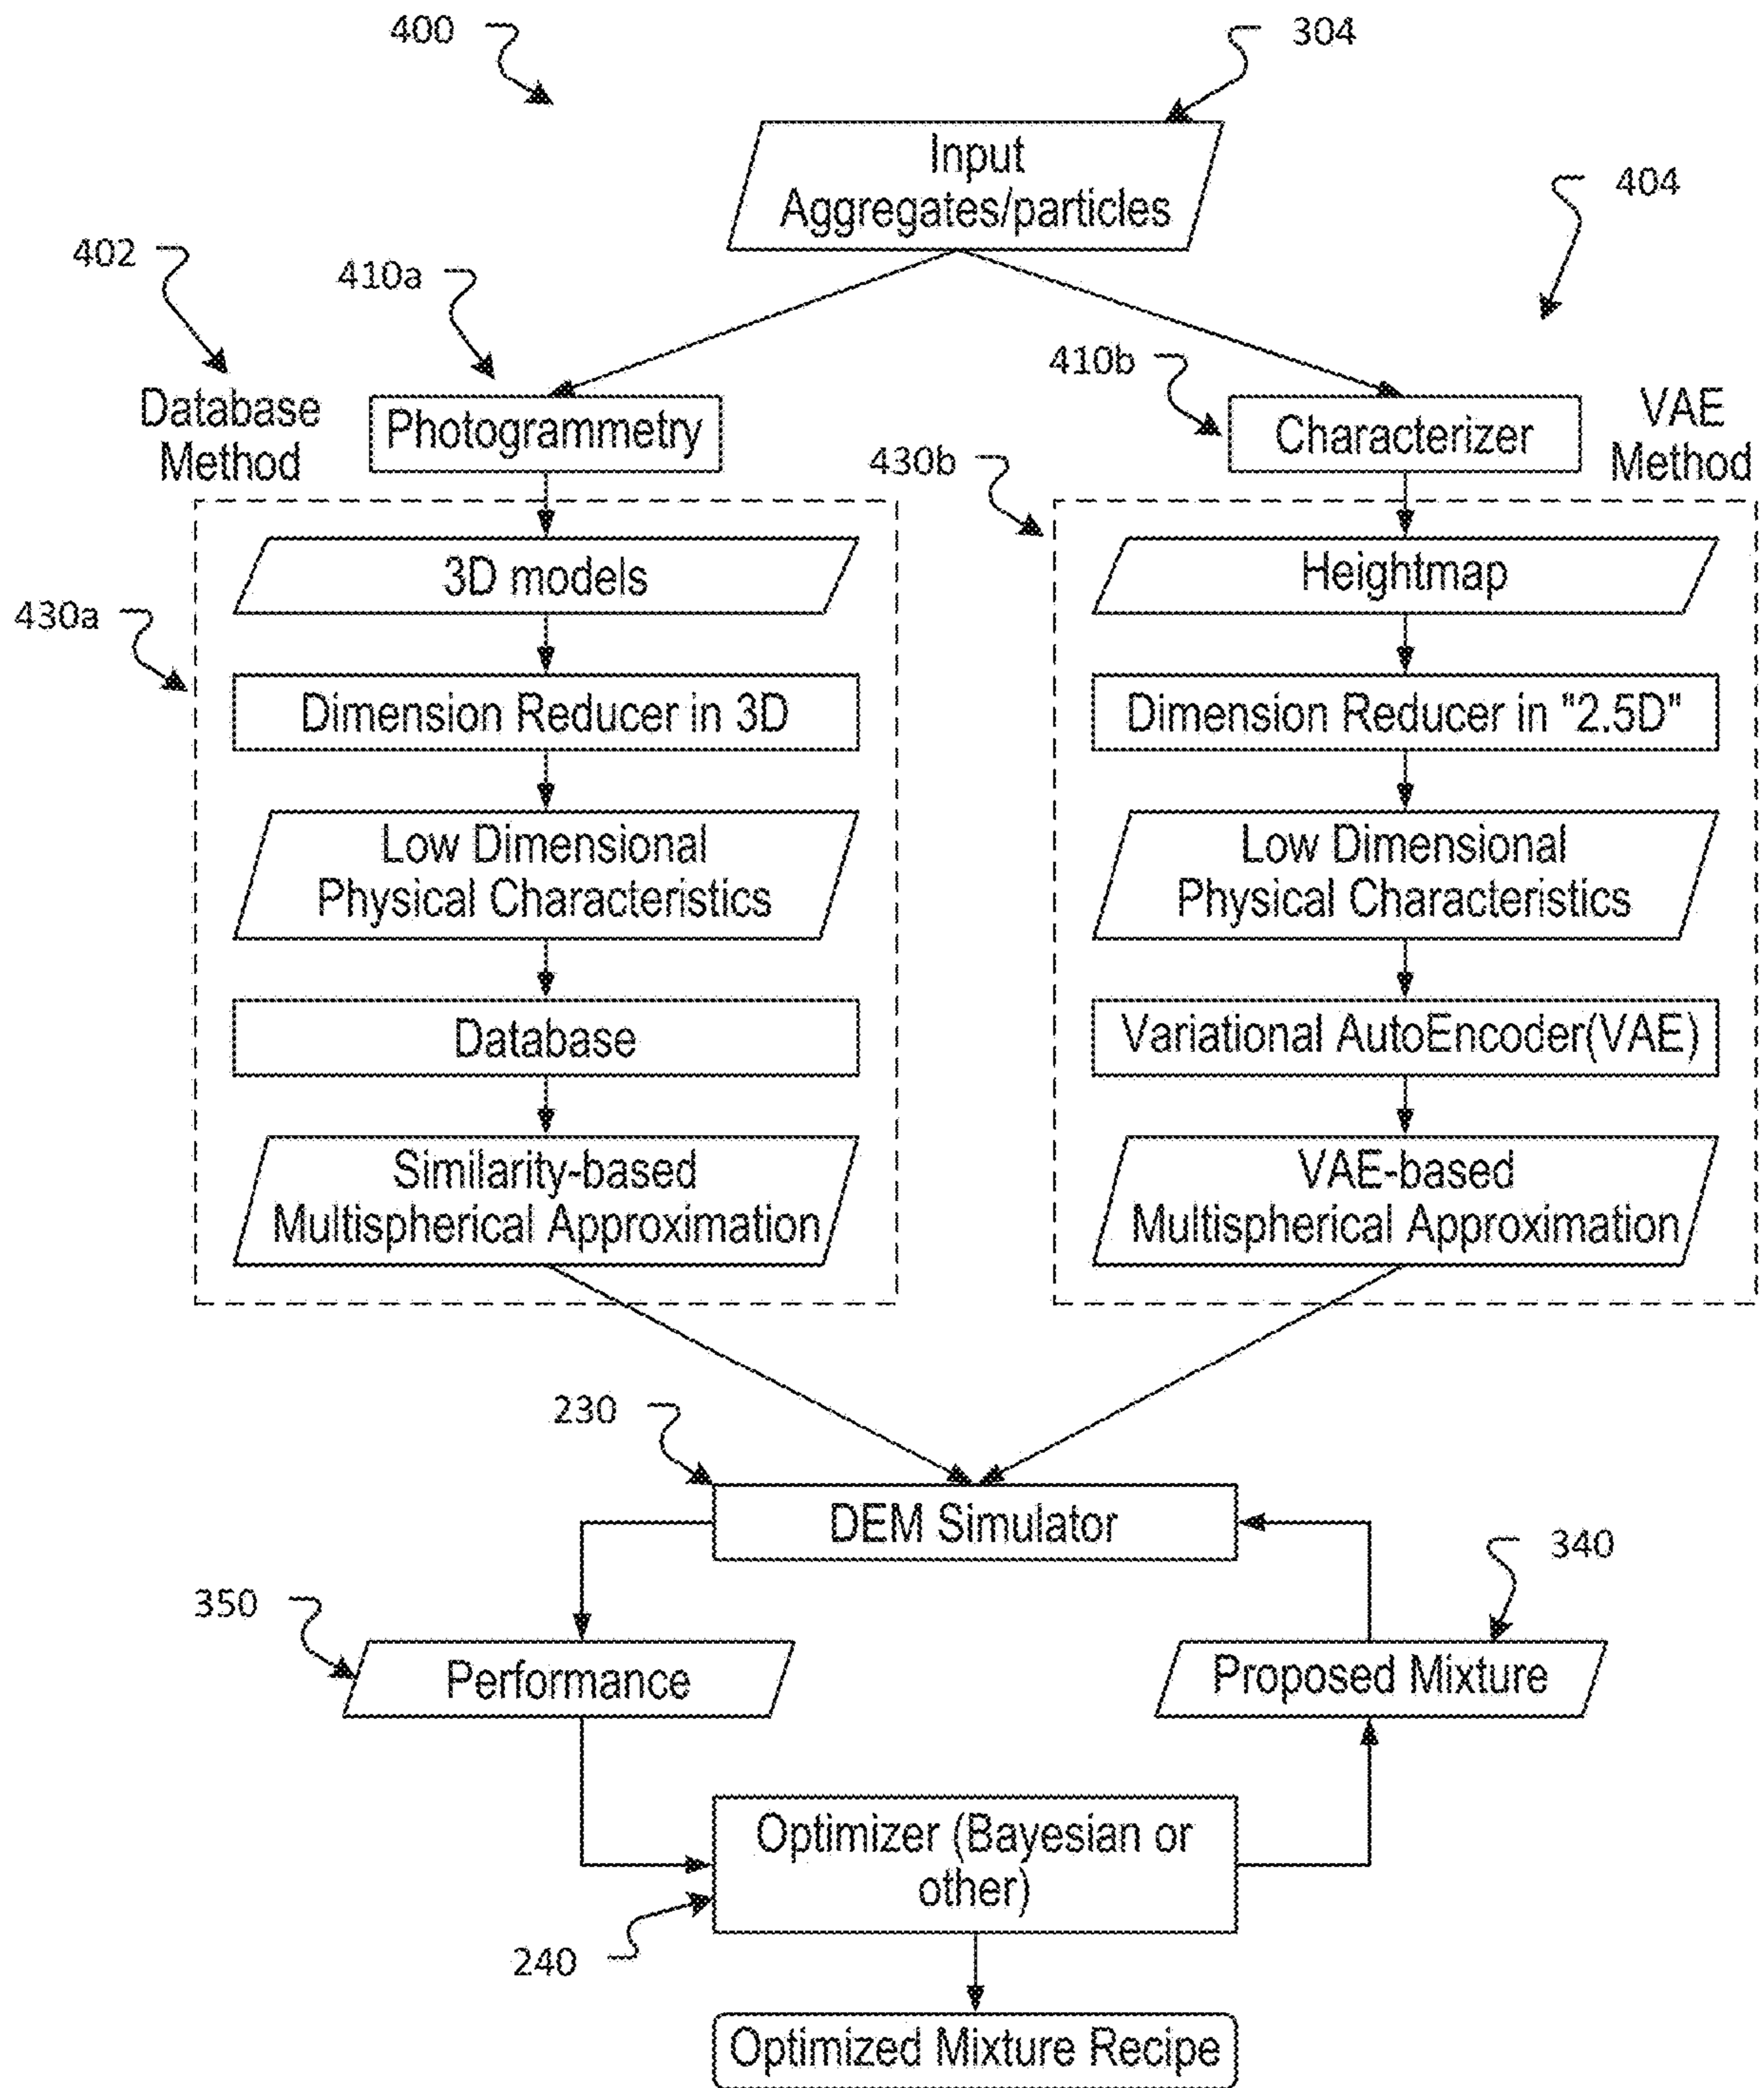 400
304
Input
Aggregates/particles
404
402
410a
410b
Database
Method
Photogrammetry
Characterizer
VAE
Method
430b
3D models
Heightmap
430a
Dimension Reducer in 3D
Dimension Reducer in "2.5D"
Low Dimensional
Physical Characteristics
Low Dimensional
Physical Characteristics
Database
Variational AutoEncoder(VAE)
Similarity-based
Multispherical Approximation
VAE-based
Multispherical Approximation
230
DEM Simulator
340
350
Performance
Proposed Mixture
Optimizer (Bayesian or
other)
240
Optimized Mixture Recipe